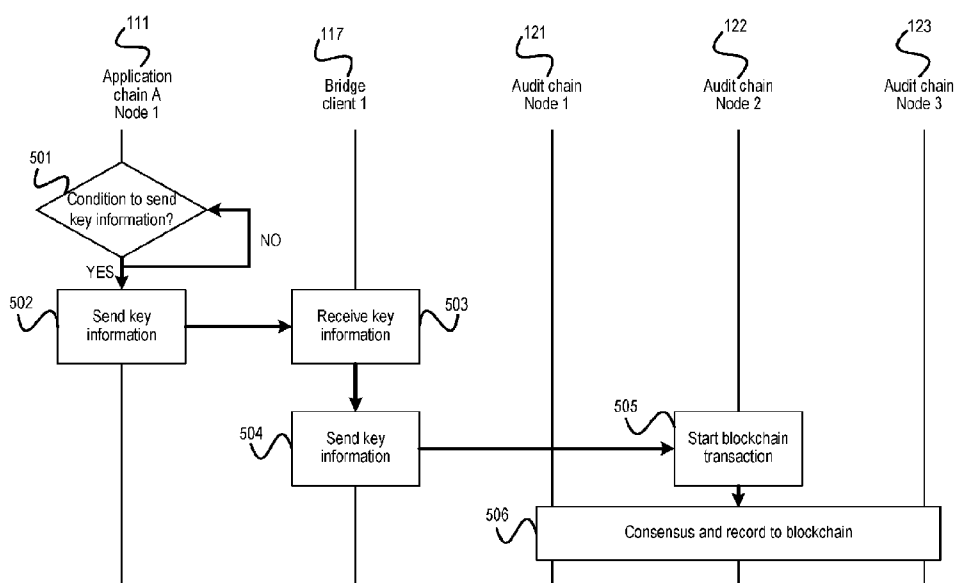 111
117
121
122
123
Application
chain A
Node 1
Bridge
client 1
Audit chain
Node 1
Audit chain
Node 2
Audit chain
Node 3
501
Condition to send
key information?
NO
YES
502
Send key
information
Receive key
information
503
504
Send key
information
505
Start blockchain
transaction
506
Consensus and record to blockchain